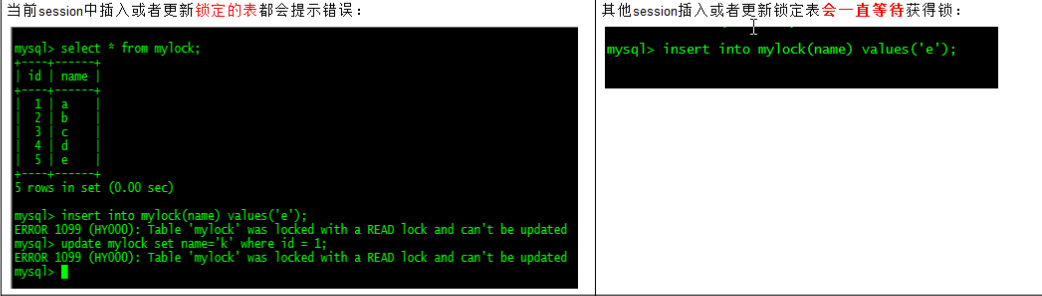 当前session中插入或者更新锁定的表都会提示错误：
mysql> select * from mylock;
+----+------+
| id | name |
+----+------+
| 1 | a |
| 2 | b |
| 3 | c |
| 4 | d |
| 5 | e |
+----+------+
5 rows in set (0.00 sec)
mysql> insert into mylock(name) values('e');
ERROR 1099 (HY000): Table 'mylock' was locked with a READ lock and can't be updated
mysql> update mylock set name='k' where id = 1;
ERROR 1099 (HY000): Table 'mylock' was locked with a READ lock and can't be updated
mysql>
其他session插入或者更新锁定表会一直等待获得锁：
mysql> insert into mylock(name) values('e');